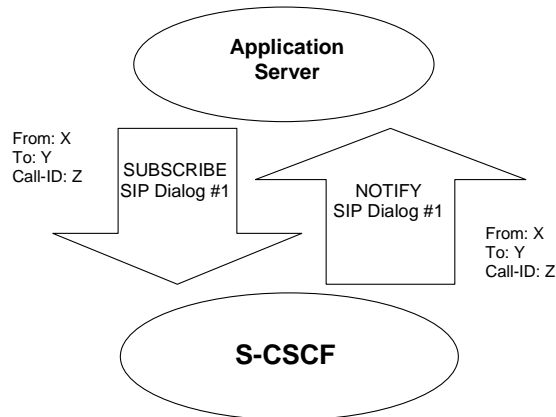 Application
Server
From: X
To: Y
Call-ID: Z
SUBSCRIBE
SIP Dialog #1
NOTIFY
SIP Dialog #1
From: X
To: Y
Call-ID: Z
S-CSCF